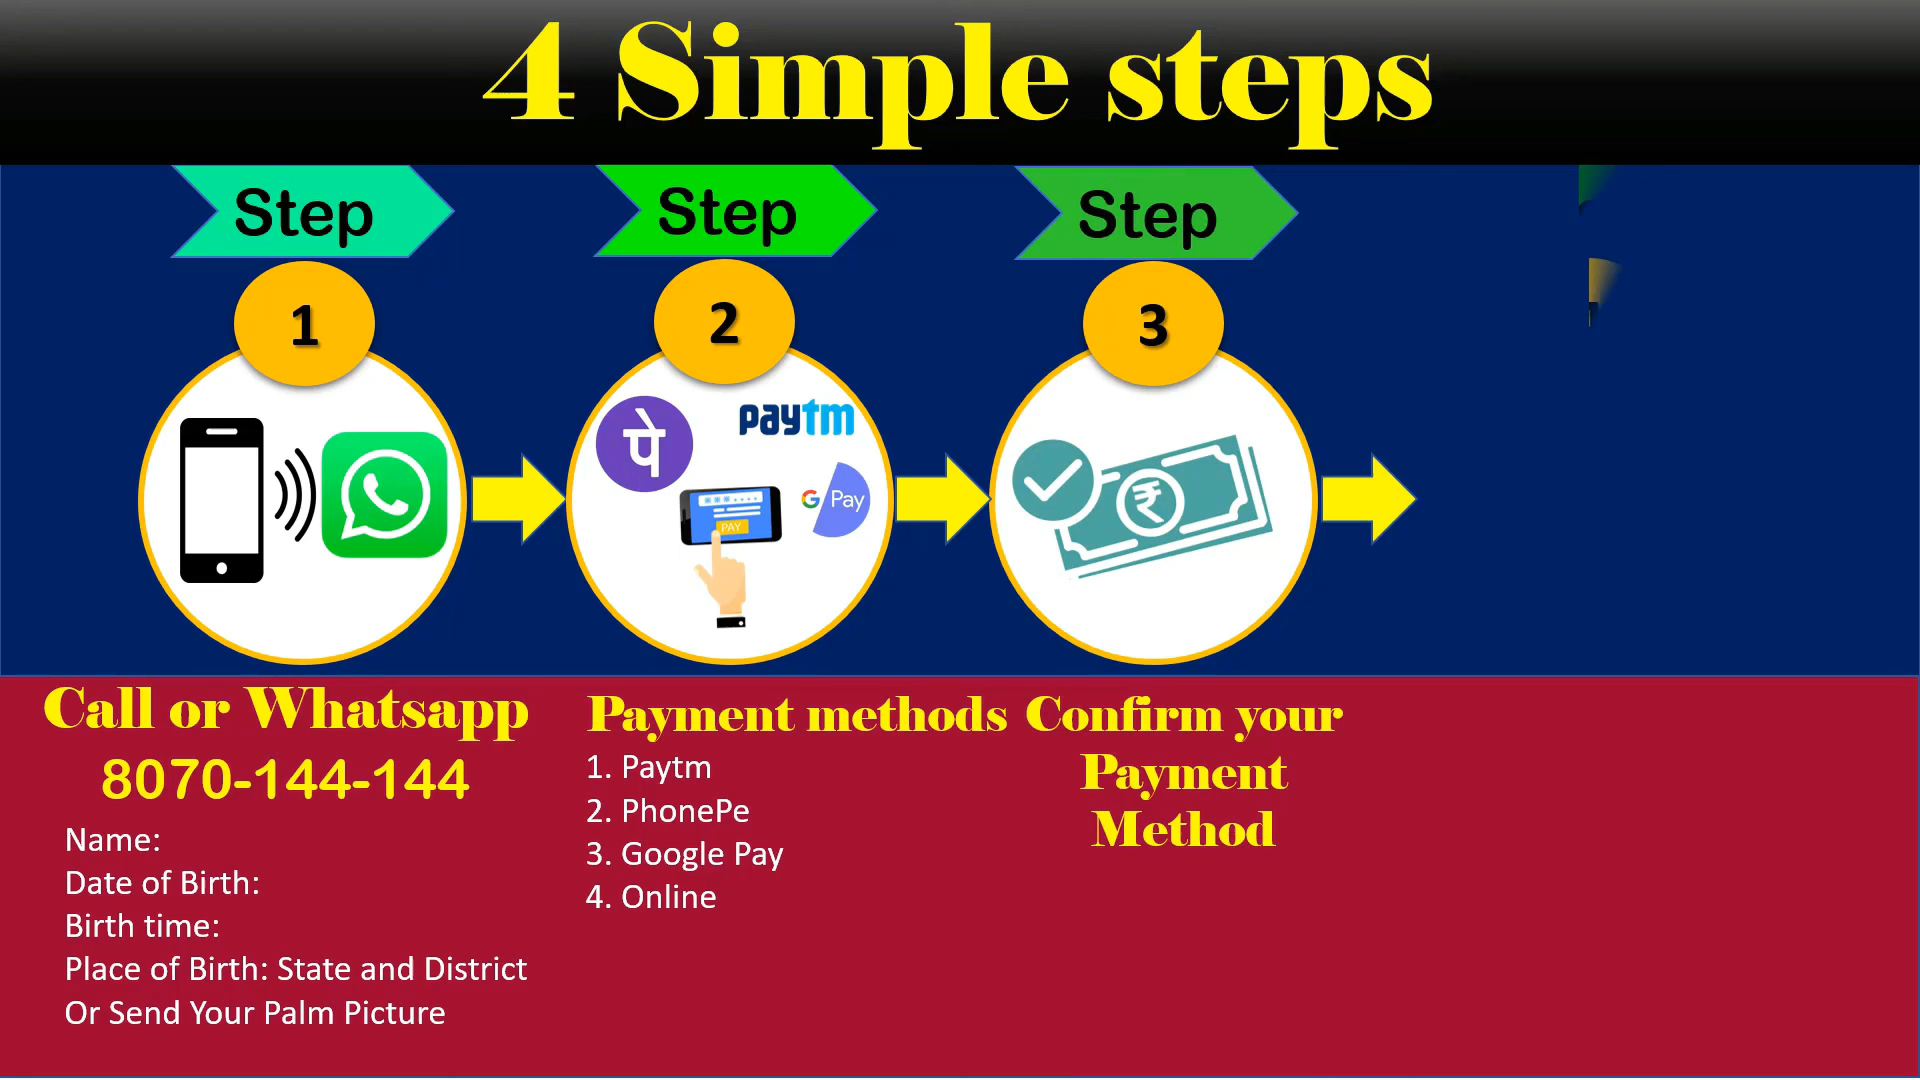 4 Simple steps
Step
Step
Step
1
2
3
पे
paytm
PAY
G Pay
Call or Whatsapp
8070-144-144
Name:
Date of Birth:
Birth time:
Place of Birth: State and District
Or Send Your Palm Picture
Payment methods
1. Paytm
2. PhonePe
3. Google Pay
4. Online
Confirm your
Payment
Method